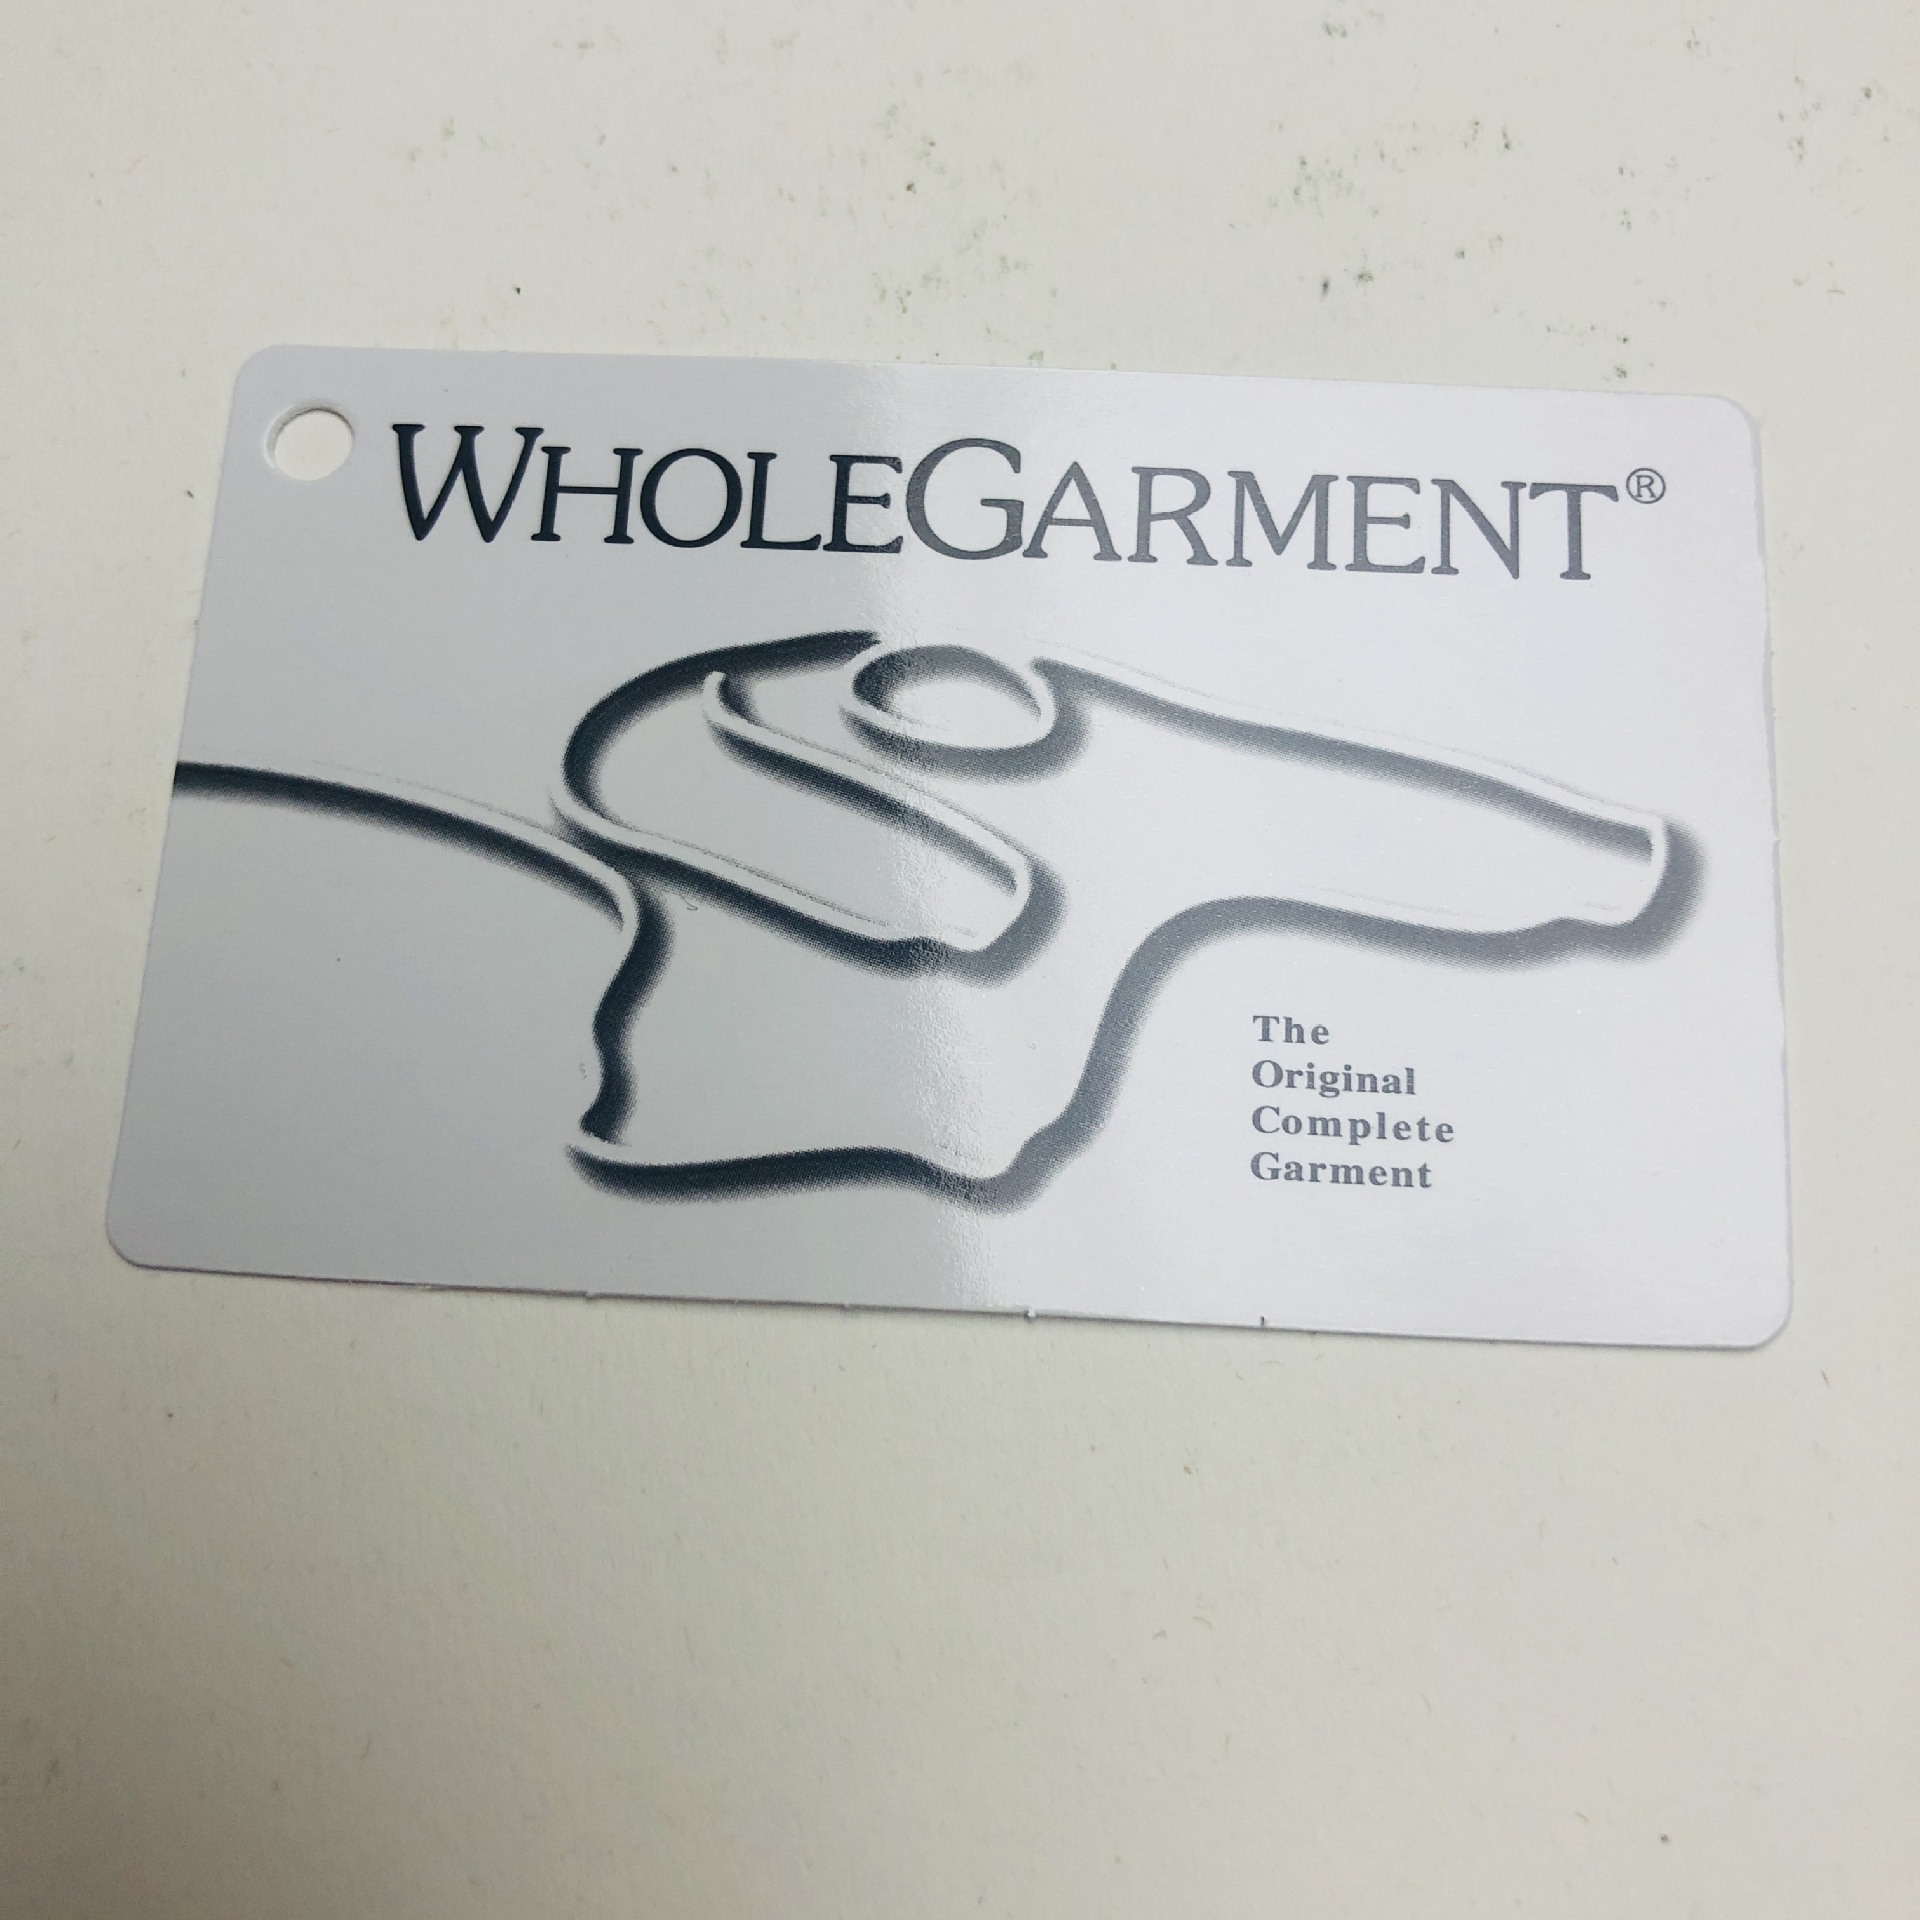 WHOLEGARMENT®
The
Original
Complete
Garment